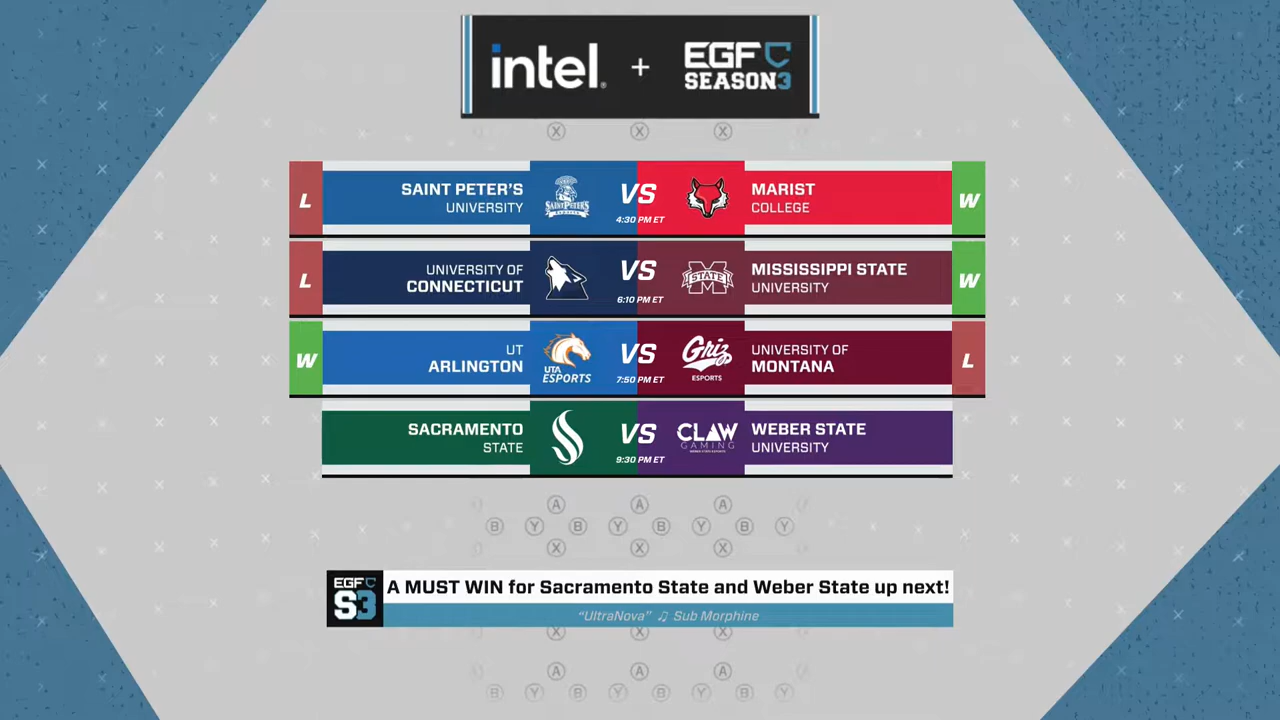 intel. + EGF
SEASON3
L
SAINT PETER'S
UNIVERSITY
SAINT PETER'S
VS
4:30 PM ET
MARIST
COLLEGE
W
L
UNIVERSITY OF
CONNECTICUT
VS
6:10 PM ET
STATE
MISSISSIPPI STATE
UNIVERSITY
W
W
UT
ARLINGTON
UTA
ESPORTS
VS
7:50 PM ET
Griz
ESPORTS
UNIVERSITY OF
MONTANA
L
SACRAMENTO
STATE
VS
9:30 PM ET
CLAW
GAMING
WEBER STATE
UNIVERSITY
EGF
S3
A MUST WIN for Sacramento State and Weber State up next!
"UltraNova" ♫ Sub Morphine
X X X
A A A
B Y B Y B Y B Y
X X X
X X X
A A A
B Y B Y B Y B Y